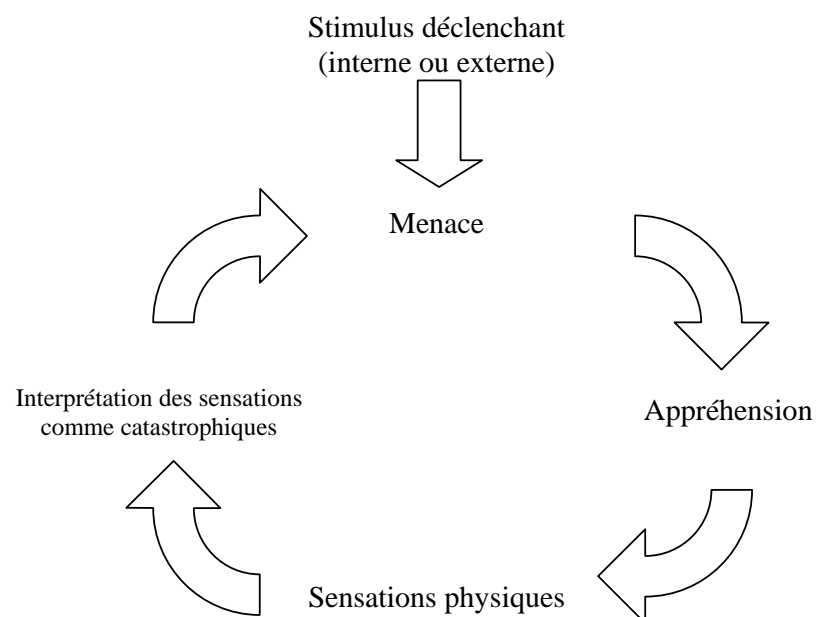 Stimulus déclenchant
(interne ou externe)
Menace
Appréhension
Sensations physiques
Interprétation des sensations
comme catastrophiques